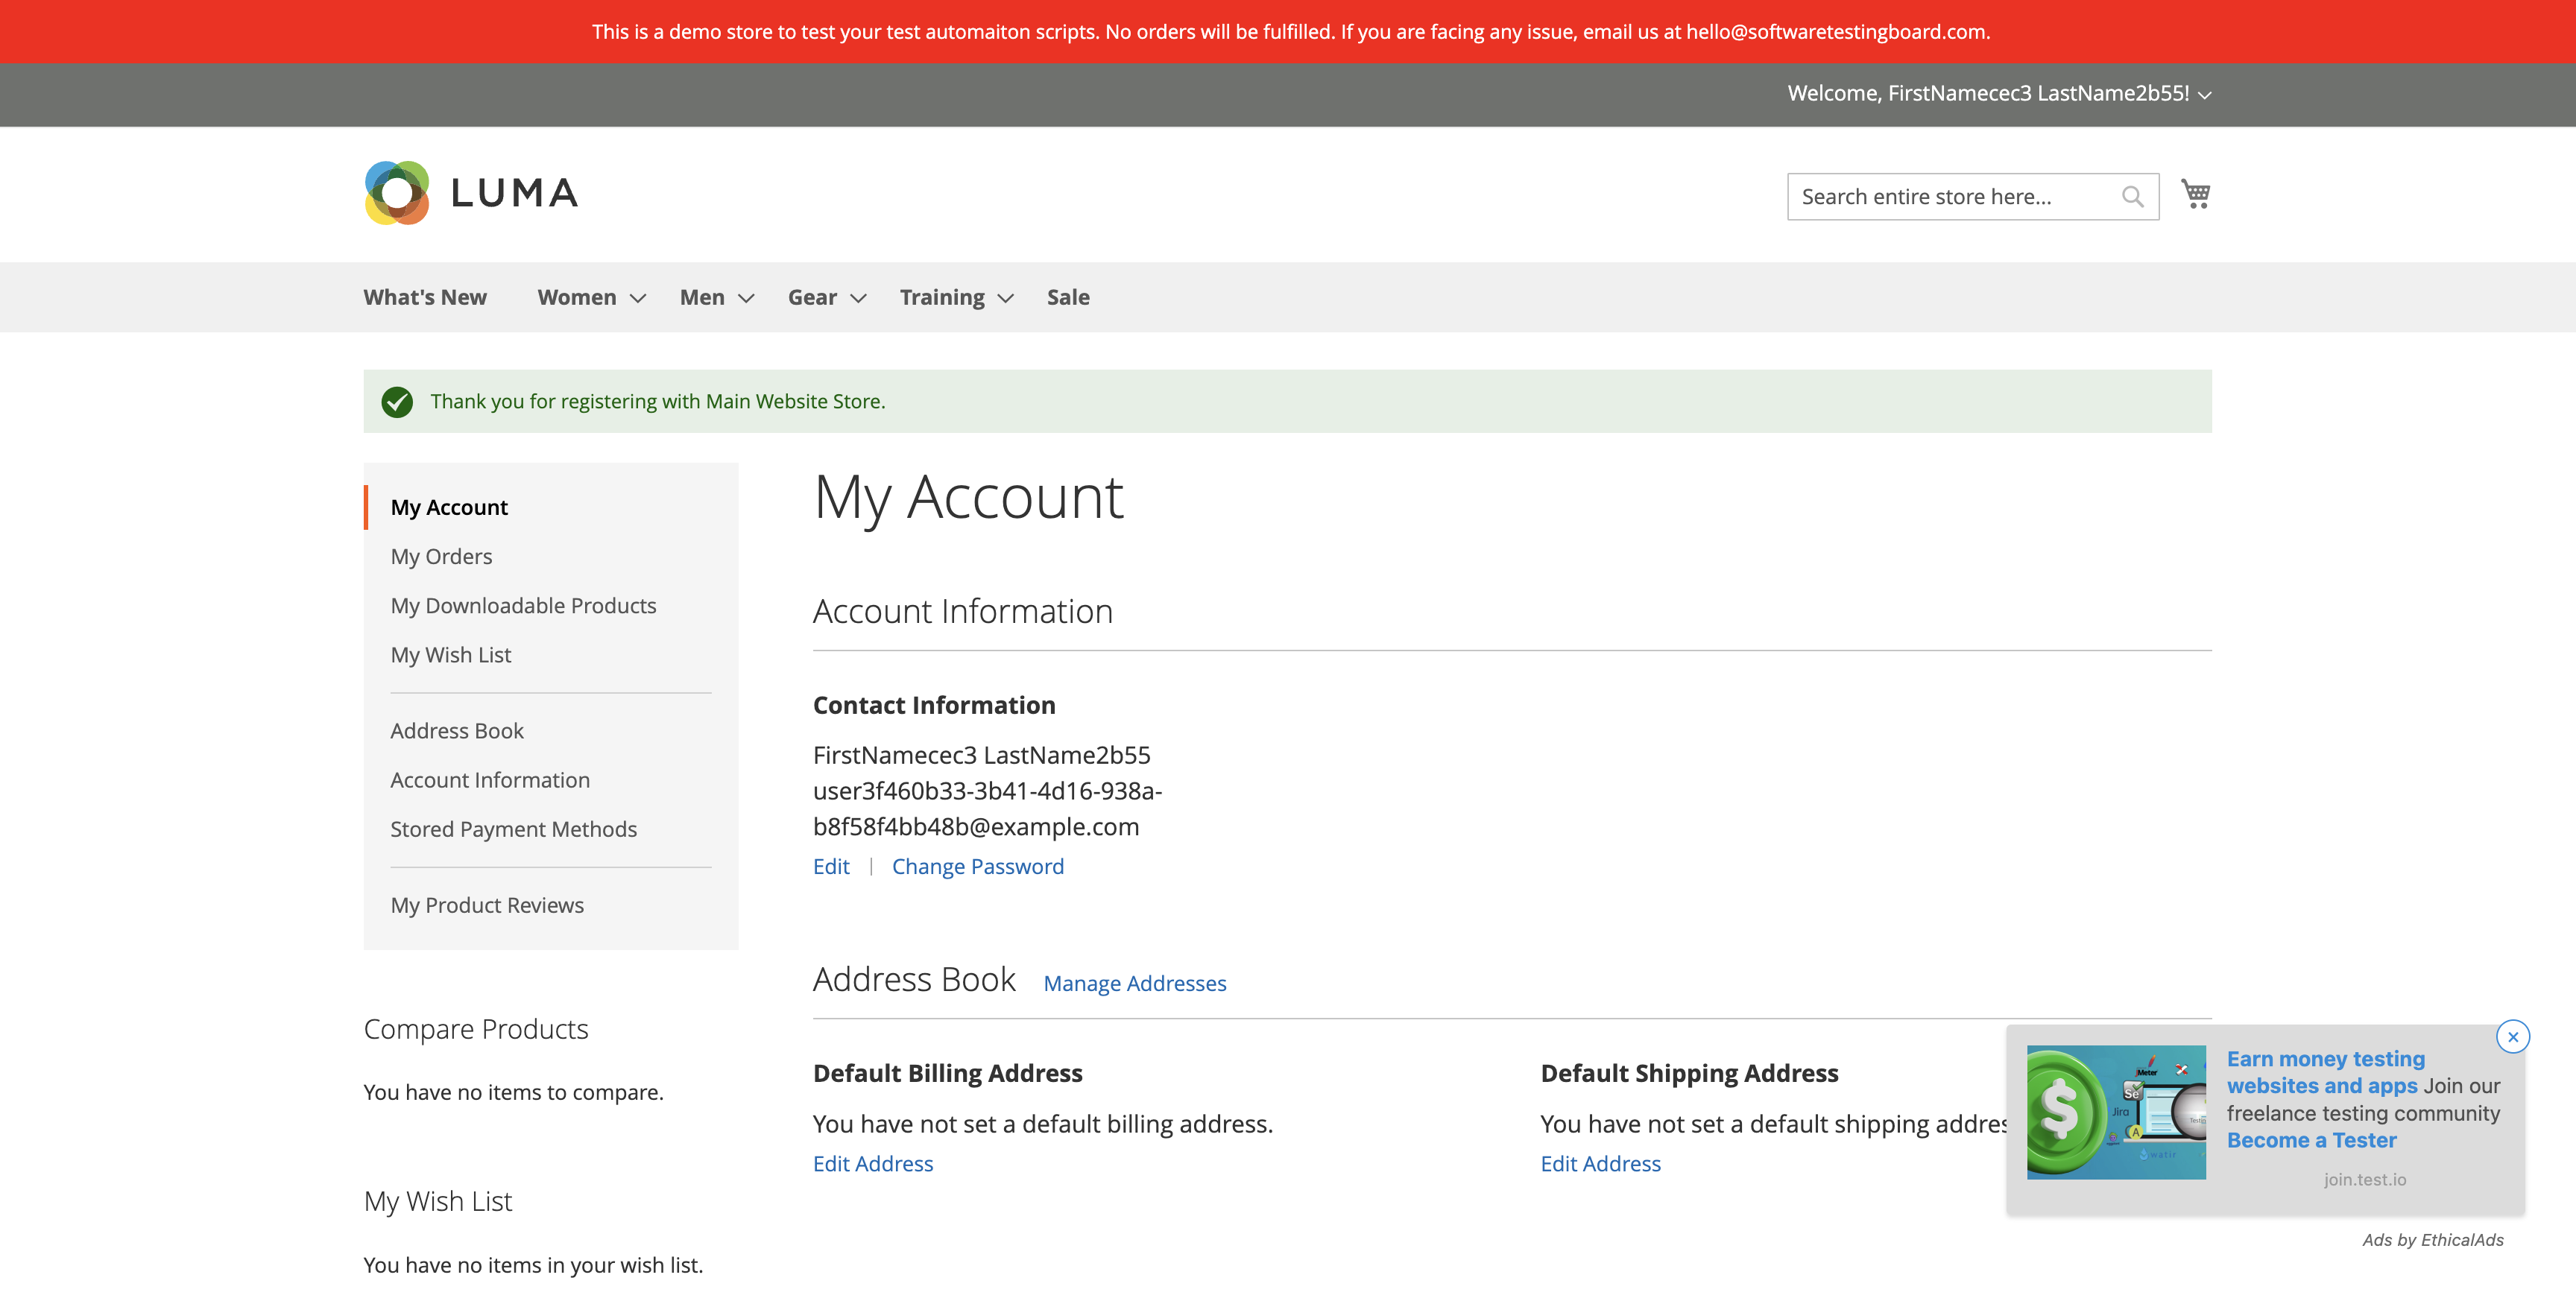 This is a demo store to test your test automaiton scripts. No orders will be fulfilled. If you are facing any issue, email us at hello@softwaretestingboard.com.
Welcome, FirstNamecec3 LastName2b55!
LUMA
Search entire store here...
What's New Women Men Gear Training Sale
Thank you for registering with Main Website Store.
My Account
My Orders
My Downloadable Products
My Wish List
Address Book
Account Information
Stored Payment Methods
My Product Reviews
Compare Products
You have no items to compare.
My Wish List
You have no items in your wish list.
My Account
Account Information
Contact Information
FirstNamecec3 LastName2b55
user3f460b33-3b41-4d16-938a-
b8f58f4bb48b@example.com
Edit | Change Password
Address Book Manage Addresses
Default Billing Address
You have not set a default billing address.
Edit Address
Default Shipping Address
You have not set a default shipping addres
Edit Address
Meter
Se
Jira
A
watir
Earn money testing
websites and apps Join our
freelance testing community
Become a Tester
join.test.io
Ads by EthicalAds